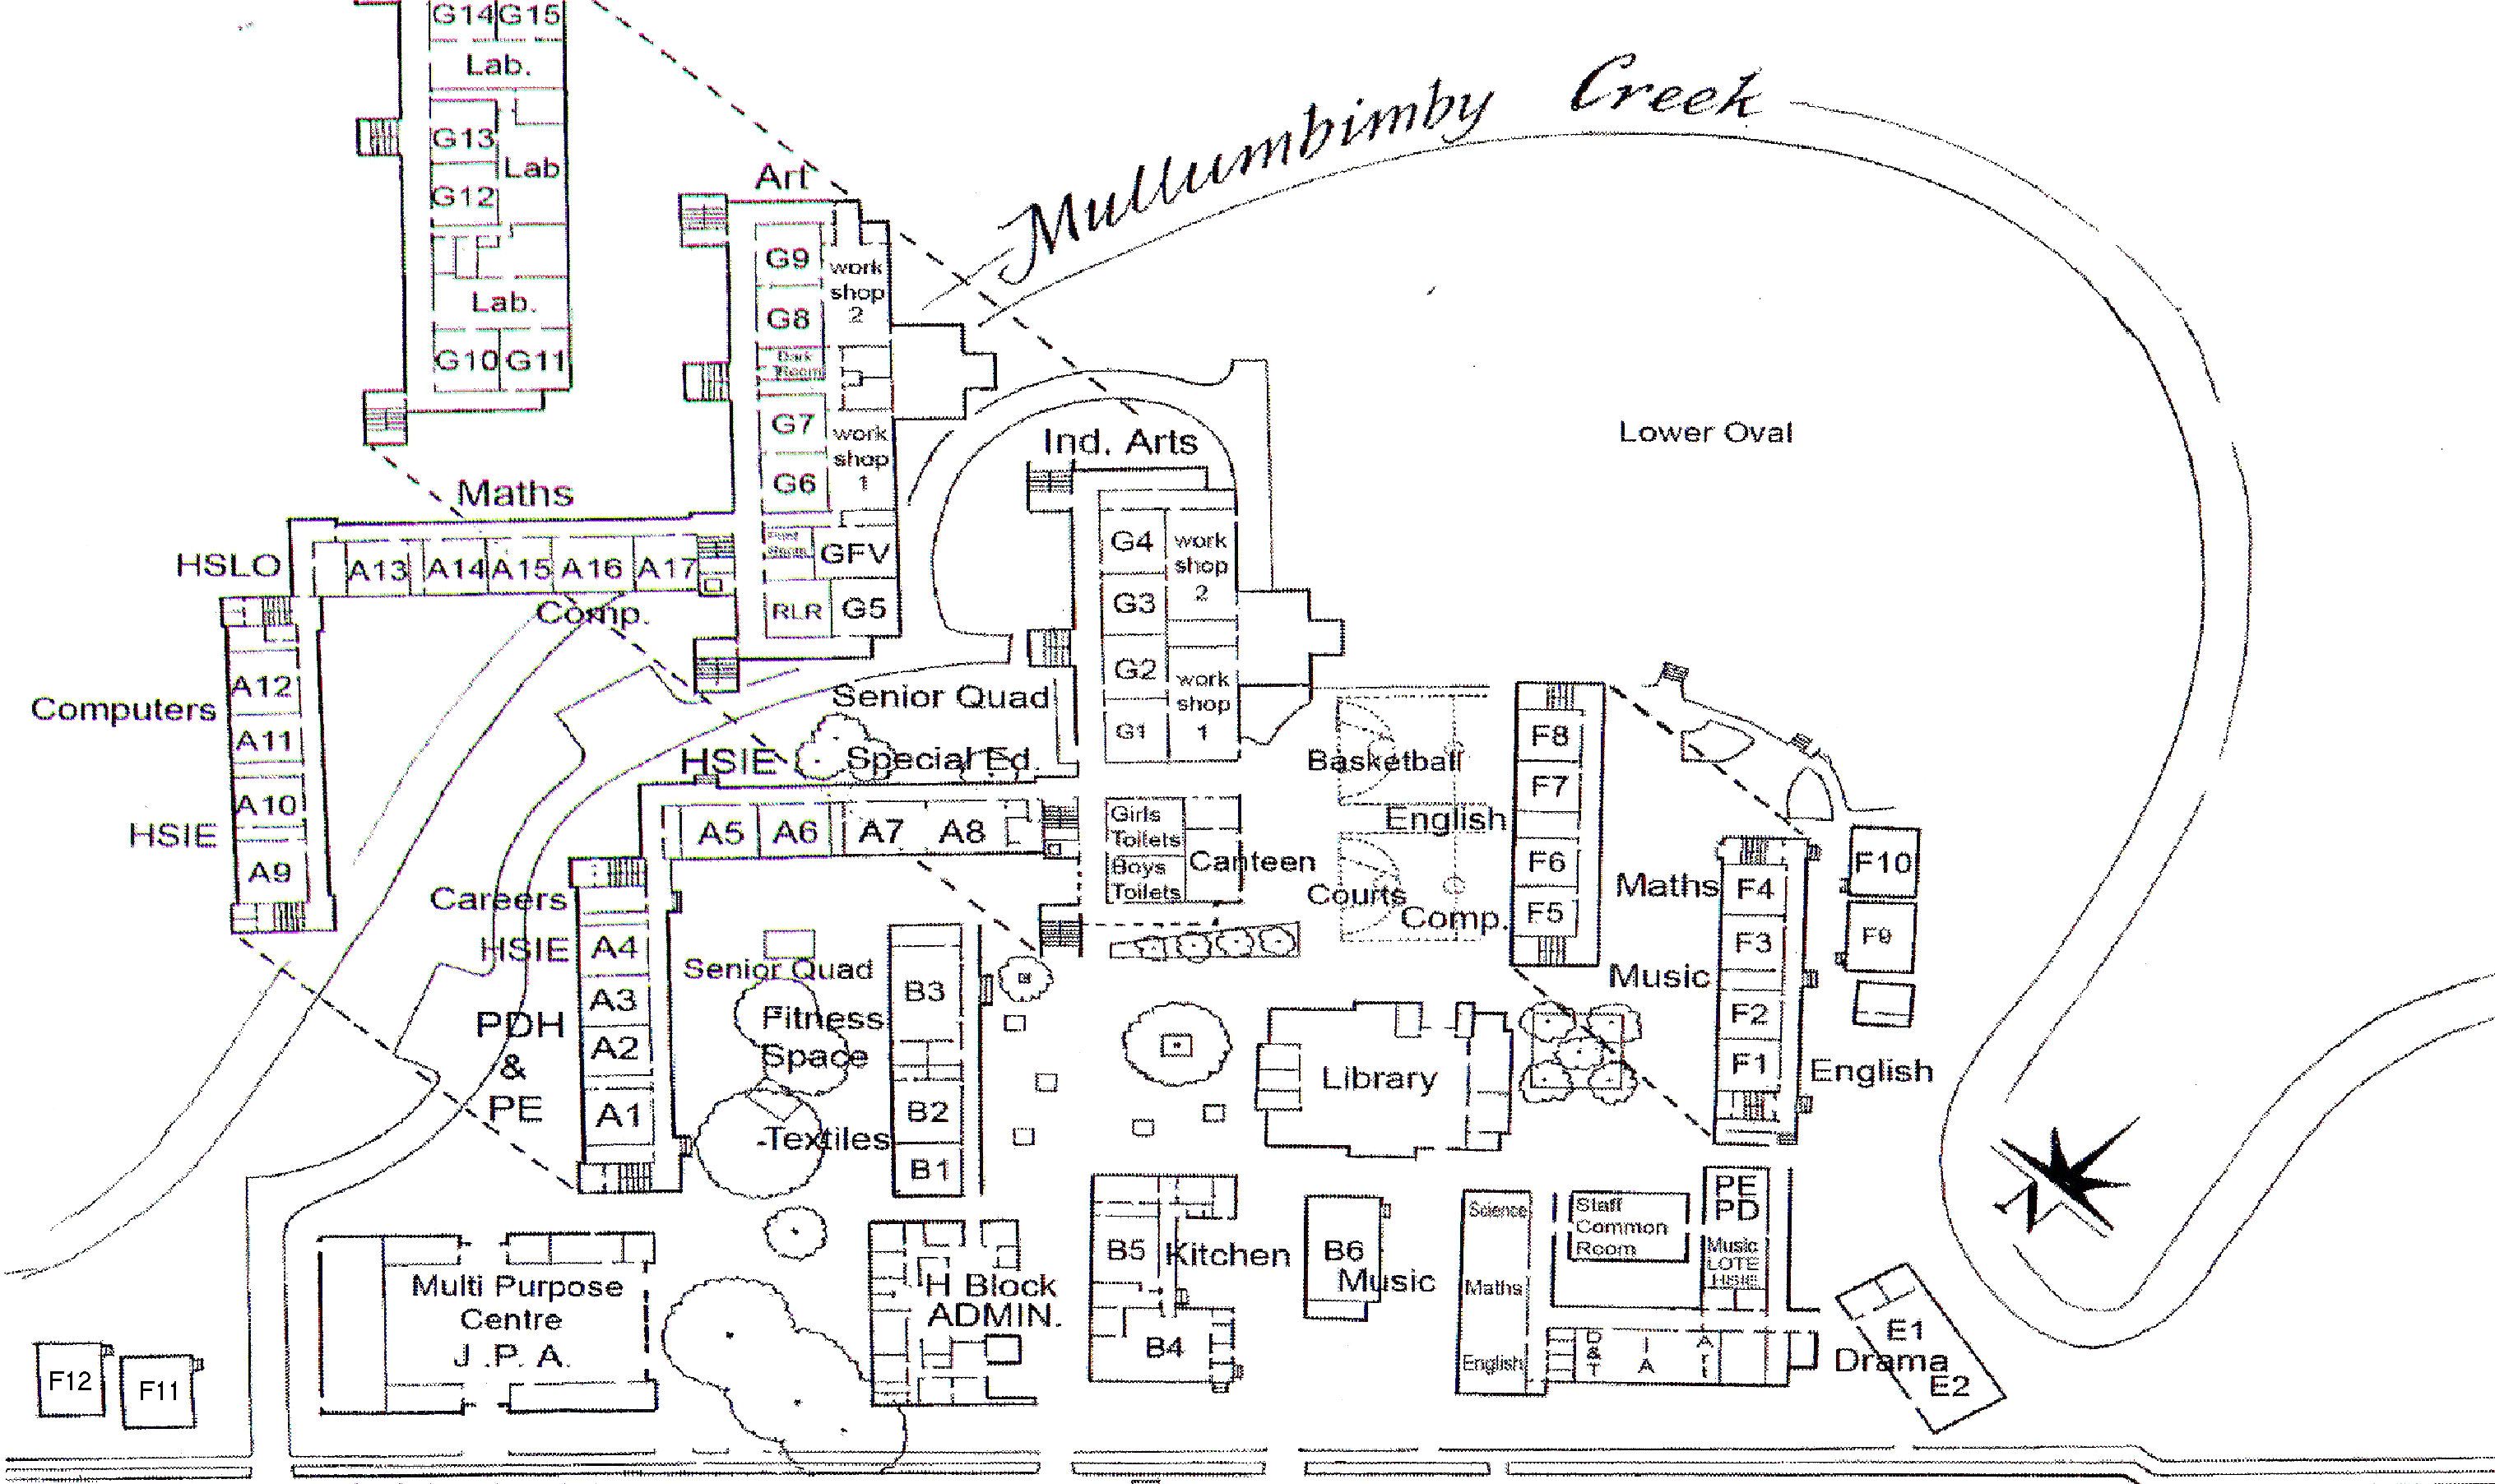 G14 G15
Lab.
G13
Lab
G12
Lab.
G10 G11
Mullumbimby Creek
Art
G9
work
shop
2
G8
Dark
Room
G7
work
shop
1
G6
GFV
RLR
G5
Maths
HSLO
A13 A14 A15 A16 A17
Comp.
Computers
A12
A11
A10
HSIE
A9
Ind. Arts
G4
work
shop
2
G3
G2
work
shop
1
G1
Lower Oval
Senior Quad
HSIE
Special Ed.
A5 A6 A7 A8
Girls
Toilets
Boys
Toilets
Canteen
Basketball
Courts
English
Comp.
F8
F7
F6
F5
Maths
Music
English
F4
F3
F2
F1
F10
F9
Careers
HSIE
A4
A3
PDH
&
PE
A2
A1
Senior Quad
Fitness
Space
Textiles
B3
B2
B1
Library
N
Multi Purpose
Centre
J .P. A.
H Block
ADMIN.
B5
Kitchen
B4
B6
Music
Science
Maths
English
Staff
Common
Room
PE
PD
Music
LOTE
HSIE
D&T
IA
Art
E1
Drama
E2
F12
F11